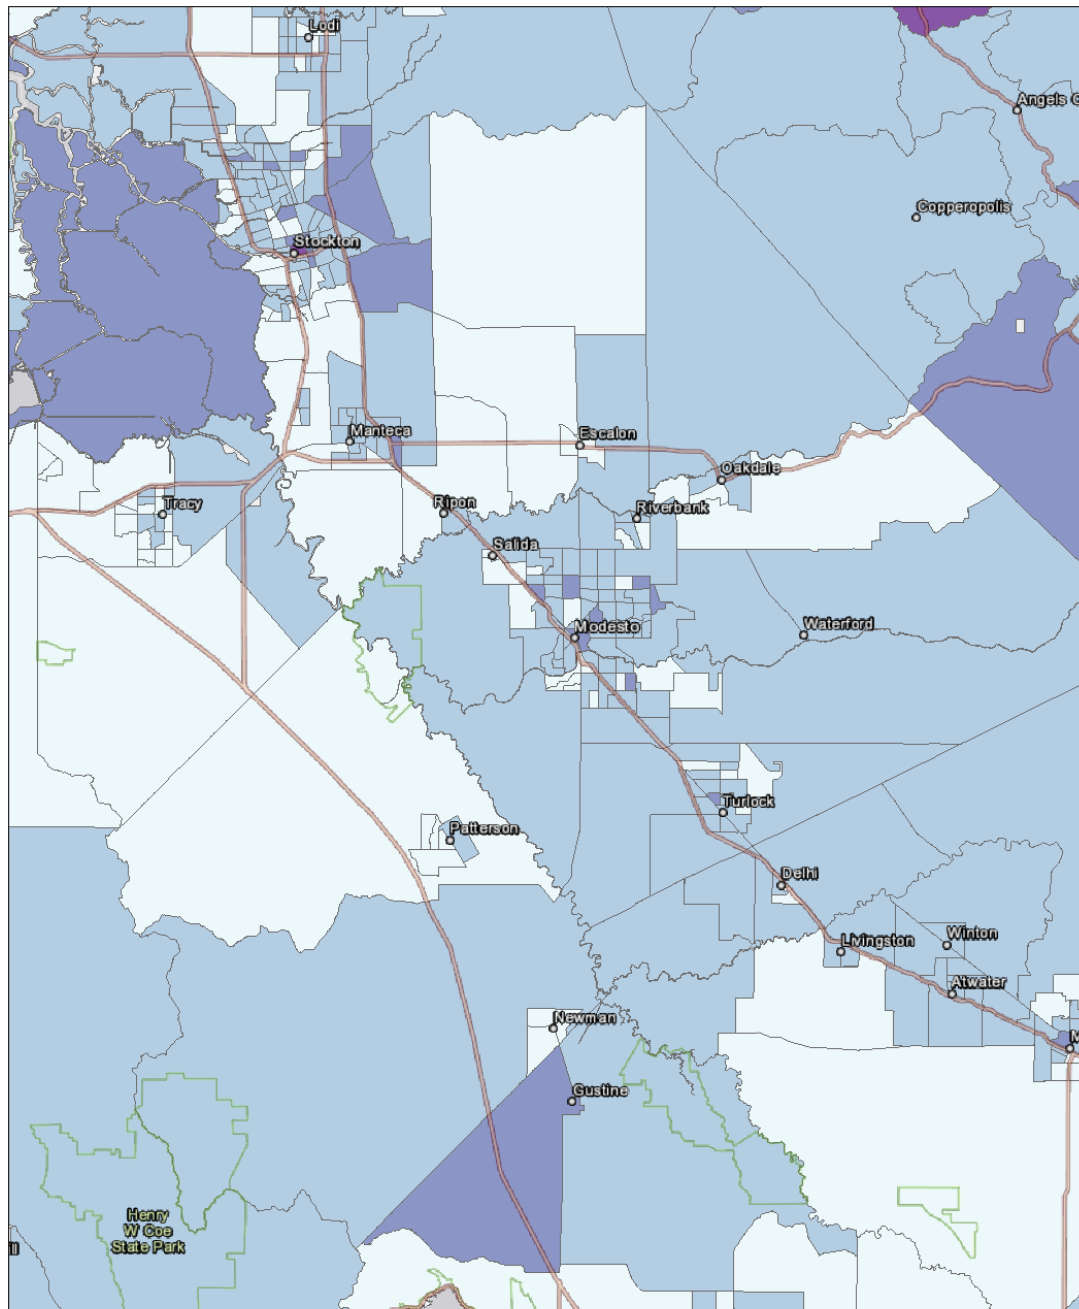 Lodi
Angels C
Copperopolis
Stockton
Manteca
Escalon
Oakdale
Tracy
Ripon
Riverbank
Salida
Modesto
Waterford
Turlock
Patterson
Delhi
Livingston
Winton
Atwater
Newman
M
Gustine
Henry
W Coe
State Park
ll